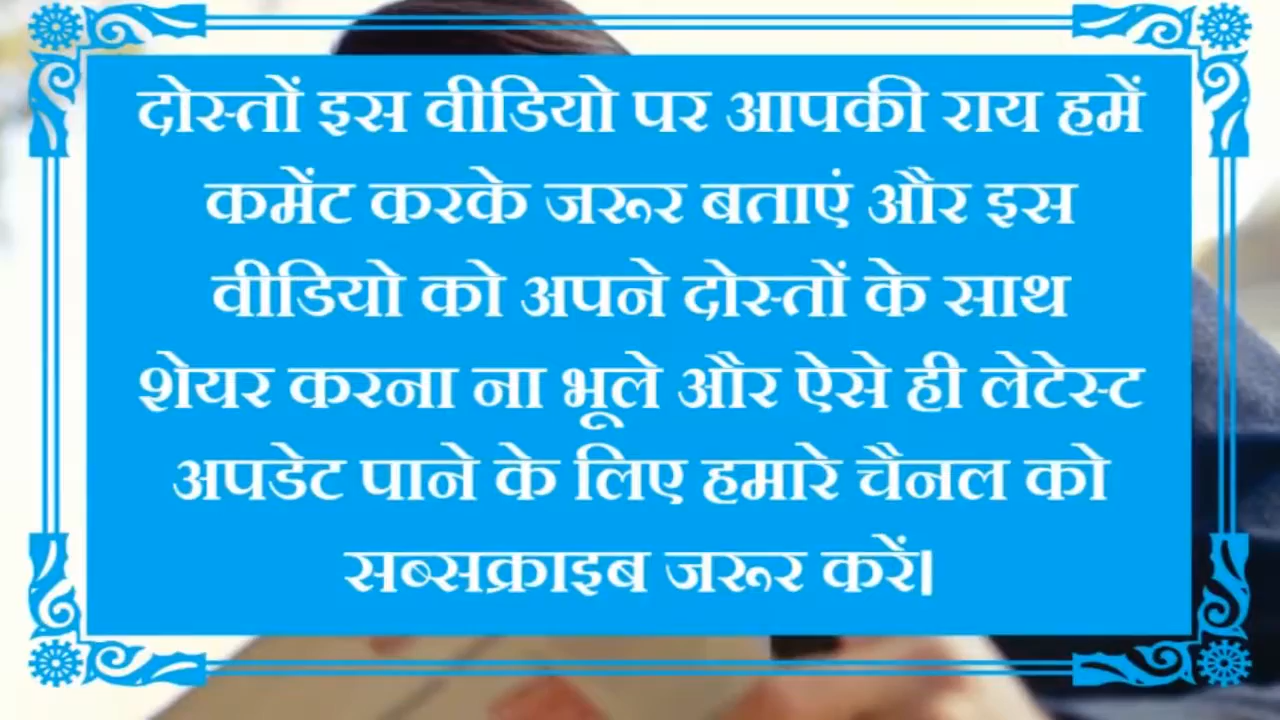 दोस्तों इस वीडियो पर आपकी राय हमें
कमेंट करके जरूर बताएं और इस
वीडियो को अपने दोस्तों के साथ
शेयर करना ना भूले और ऐसे ही लेटेस्ट
अपडेट पाने के लिए हमारे चैनल को
सब्सक्राइब जरूर करें।